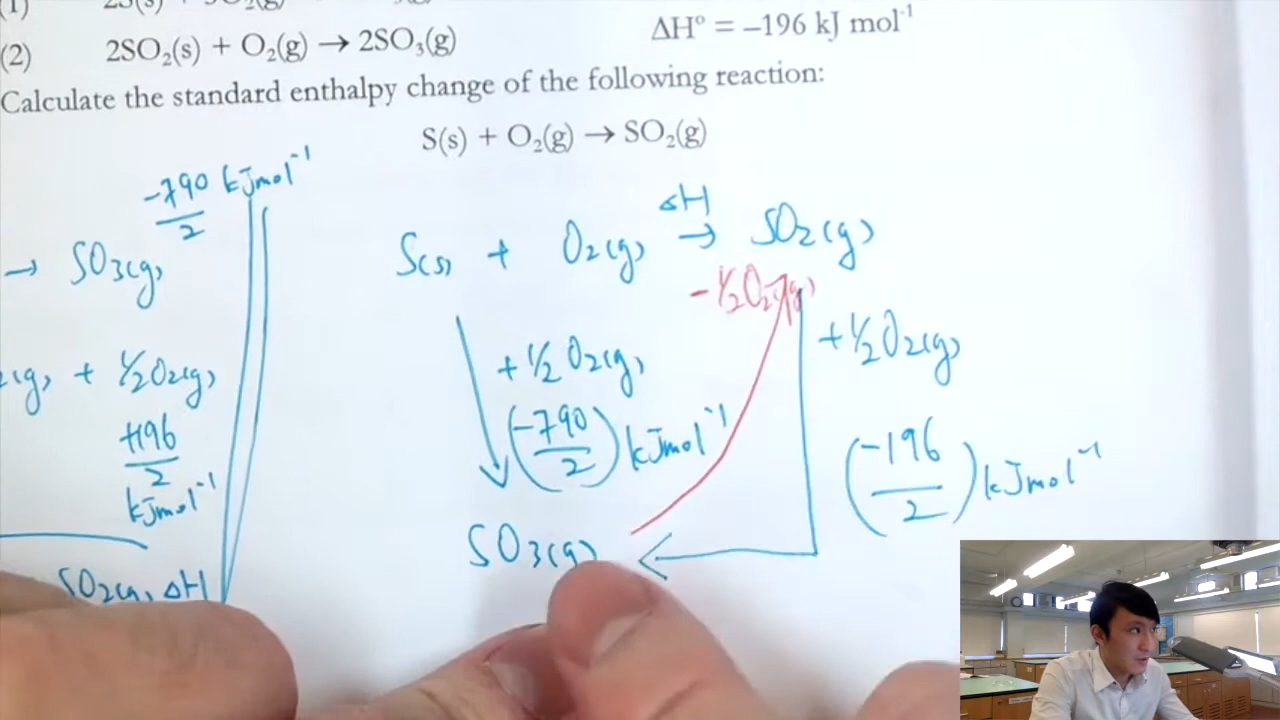 (2) 2SO₂(s) + O₂(g) → 2SO₃(g) ΔH° = –196 kJ mol⁻¹
Calculate the standard enthalpy change of the following reaction:
S(s) + O₂(g) → SO₂(g)
-790/2 kJmol⁻¹
→ SO₃(g)
(g) + ½O₂(g)
+196/2
kJmol⁻¹
SO₂(g) ΔH
ΔH
S(s) + O₂(g) → SO₂(g)
-½O₂(g)
+½O₂(g)
+½O₂(g)
(-790/2) kJmol⁻¹
(-196/2) kJmol⁻¹
SO₃(g)